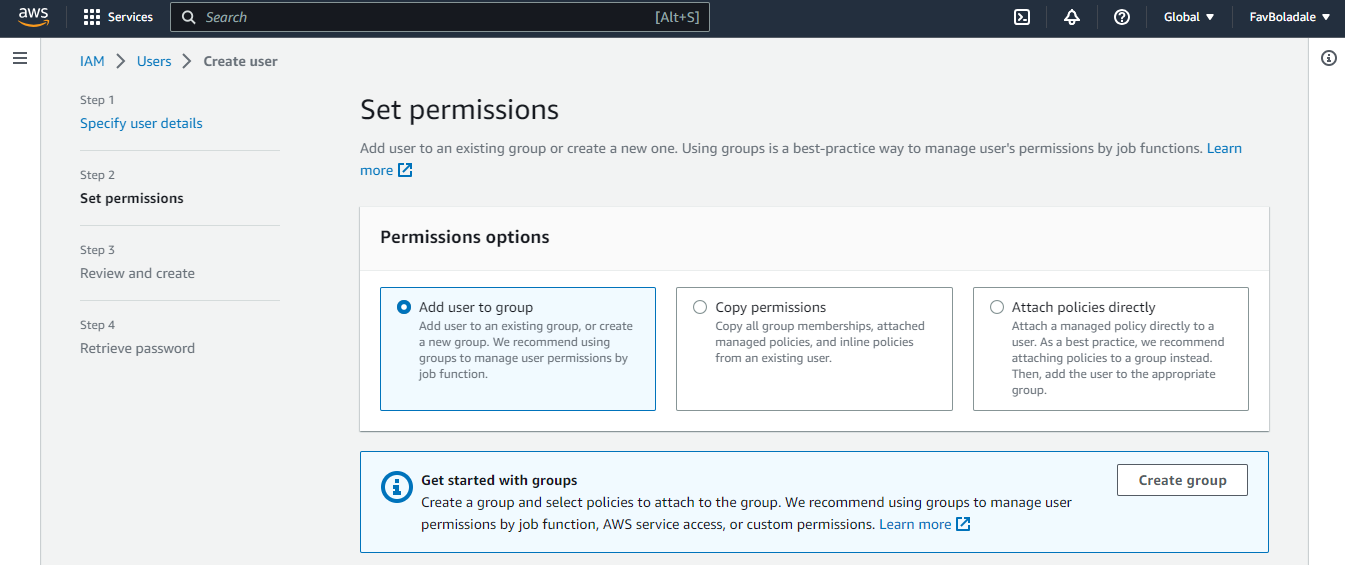 aws
Services
Search
[Alt+S]
Global
FavBoladale
IAM
Users
Create user
Step 1
Specify user details
Step 2
Set permissions
Step 3
Review and create
Step 4
Retrieve password
Set permissions
Add user to an existing group or create a new one. Using groups is a best-practice way to manage user's permissions by job functions. Learn
more
Permissions options
Add user to group
Add user to an existing group, or create
a new group. We recommend using
groups to manage user permissions by
job function.
Copy permissions
Copy all group memberships, attached
managed policies, and inline policies
from an existing user.
Attach policies directly
Attach a managed policy directly to a
user. As a best practice, we recommend
attaching policies to a group instead.
Then, add the user to the appropriate
group.
Get started with groups
Create a group and select policies to attach to the group. We recommend using groups to manage user
permissions by job function, AWS service access, or custom permissions. Learn more
Create group